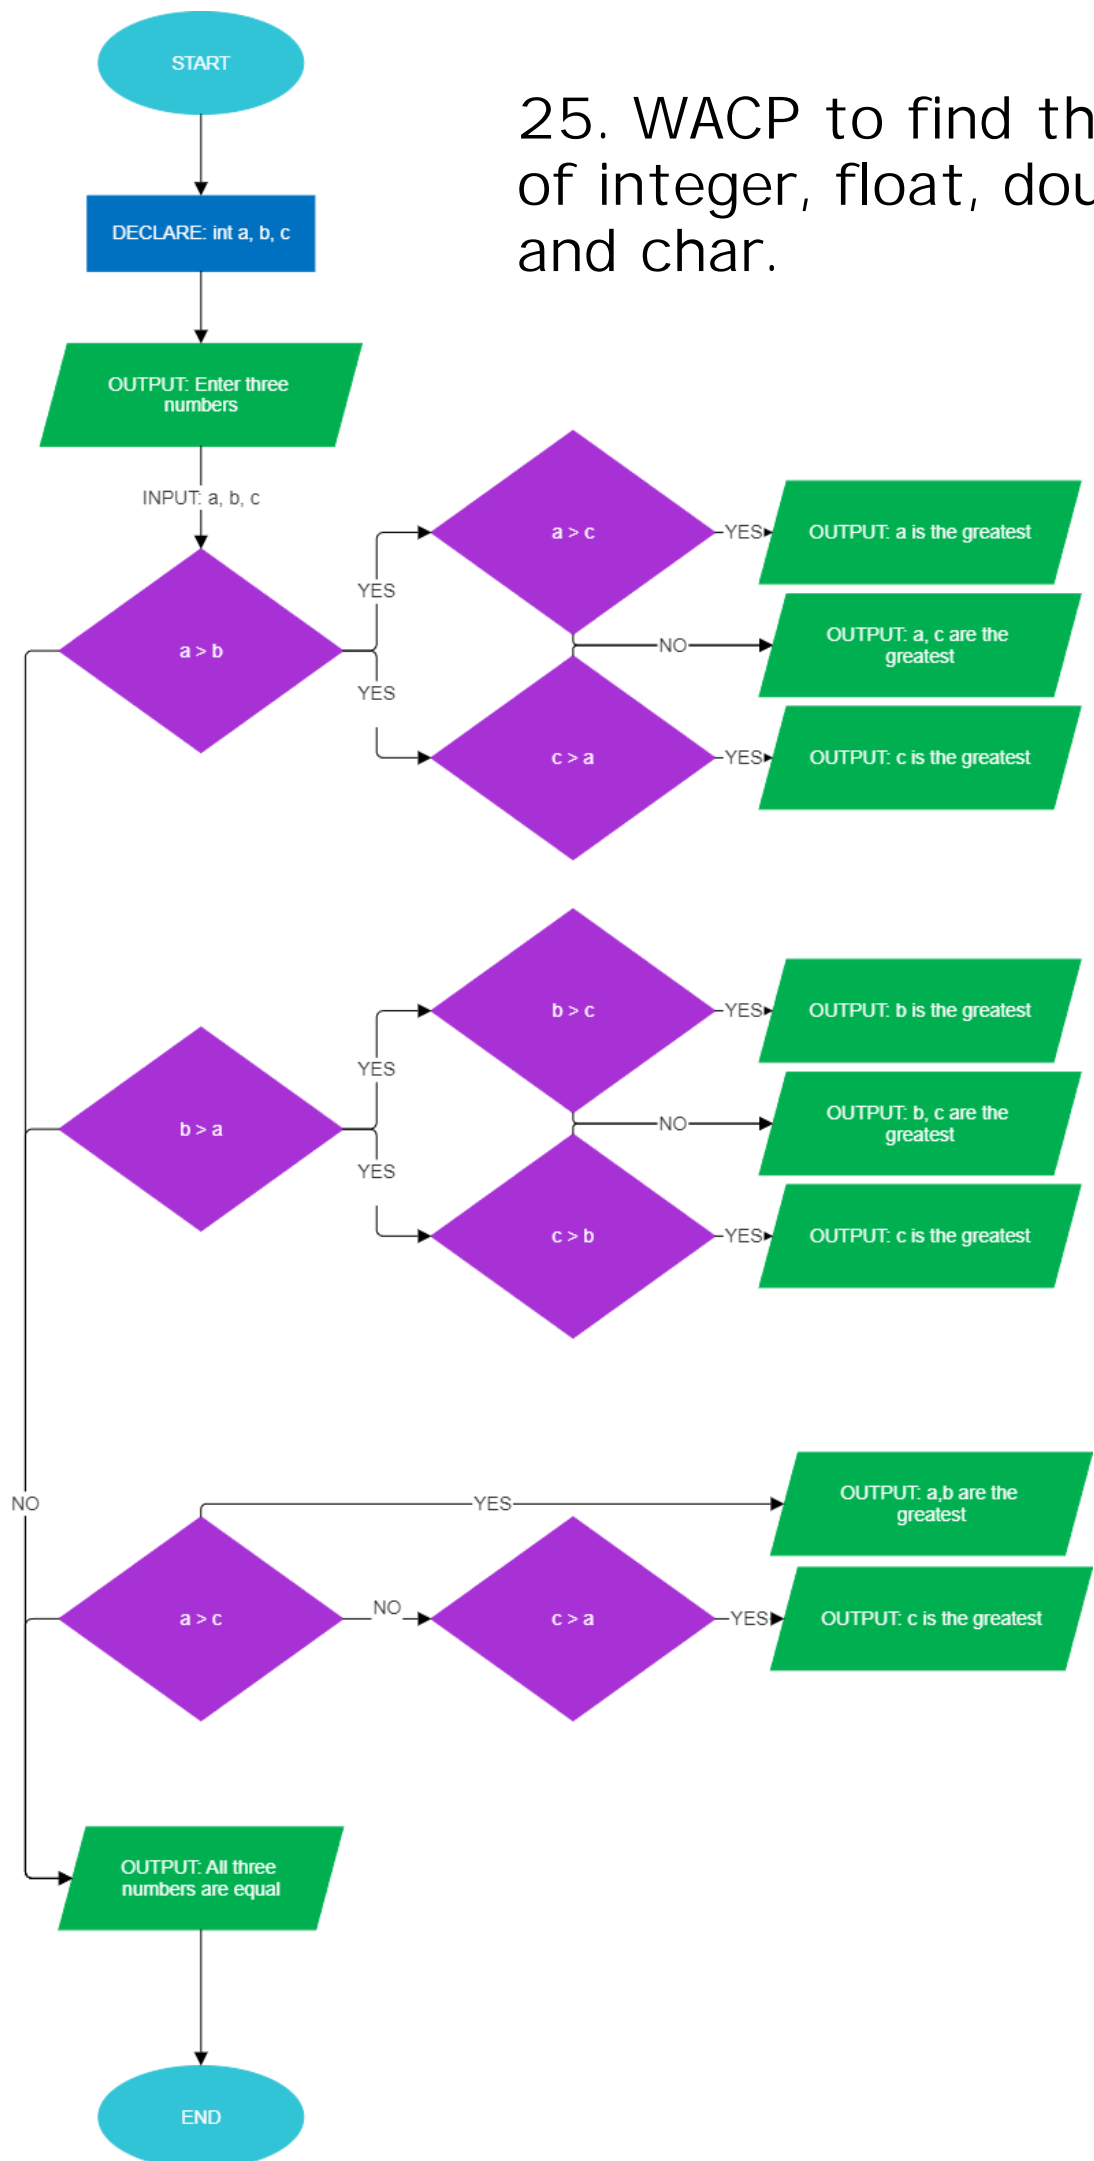 START
25. WACP to find th
of integer, float, dou
and char.
DECLARE: int a, b, c
OUTPUT: Enter three
numbers
INPUT: a, b, c
a > b
YES
YES
a > c
YES
OUTPUT: a is the greatest
NO
OUTPUT: a, c are the
greatest
c > a
YES
OUTPUT: c is the greatest
b > a
YES
YES
b > c
YES
OUTPUT: b is the greatest
NO
OUTPUT: b, c are the
greatest
c > b
YES
OUTPUT: c is the greatest
NO
YES
OUTPUT: a,b are the
greatest
a > c
NO
c > a
YES
OUTPUT: c is the greatest
OUTPUT: All three
numbers are equal
END